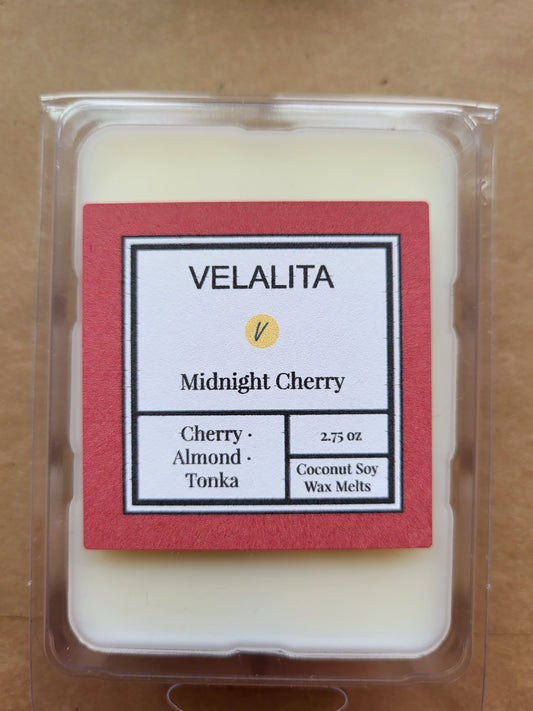 VELALITA
V
Midnight Cherry
Cherry ·
Almond ·
Tonka
2.75 oz
Coconut Soy
Wax Melts